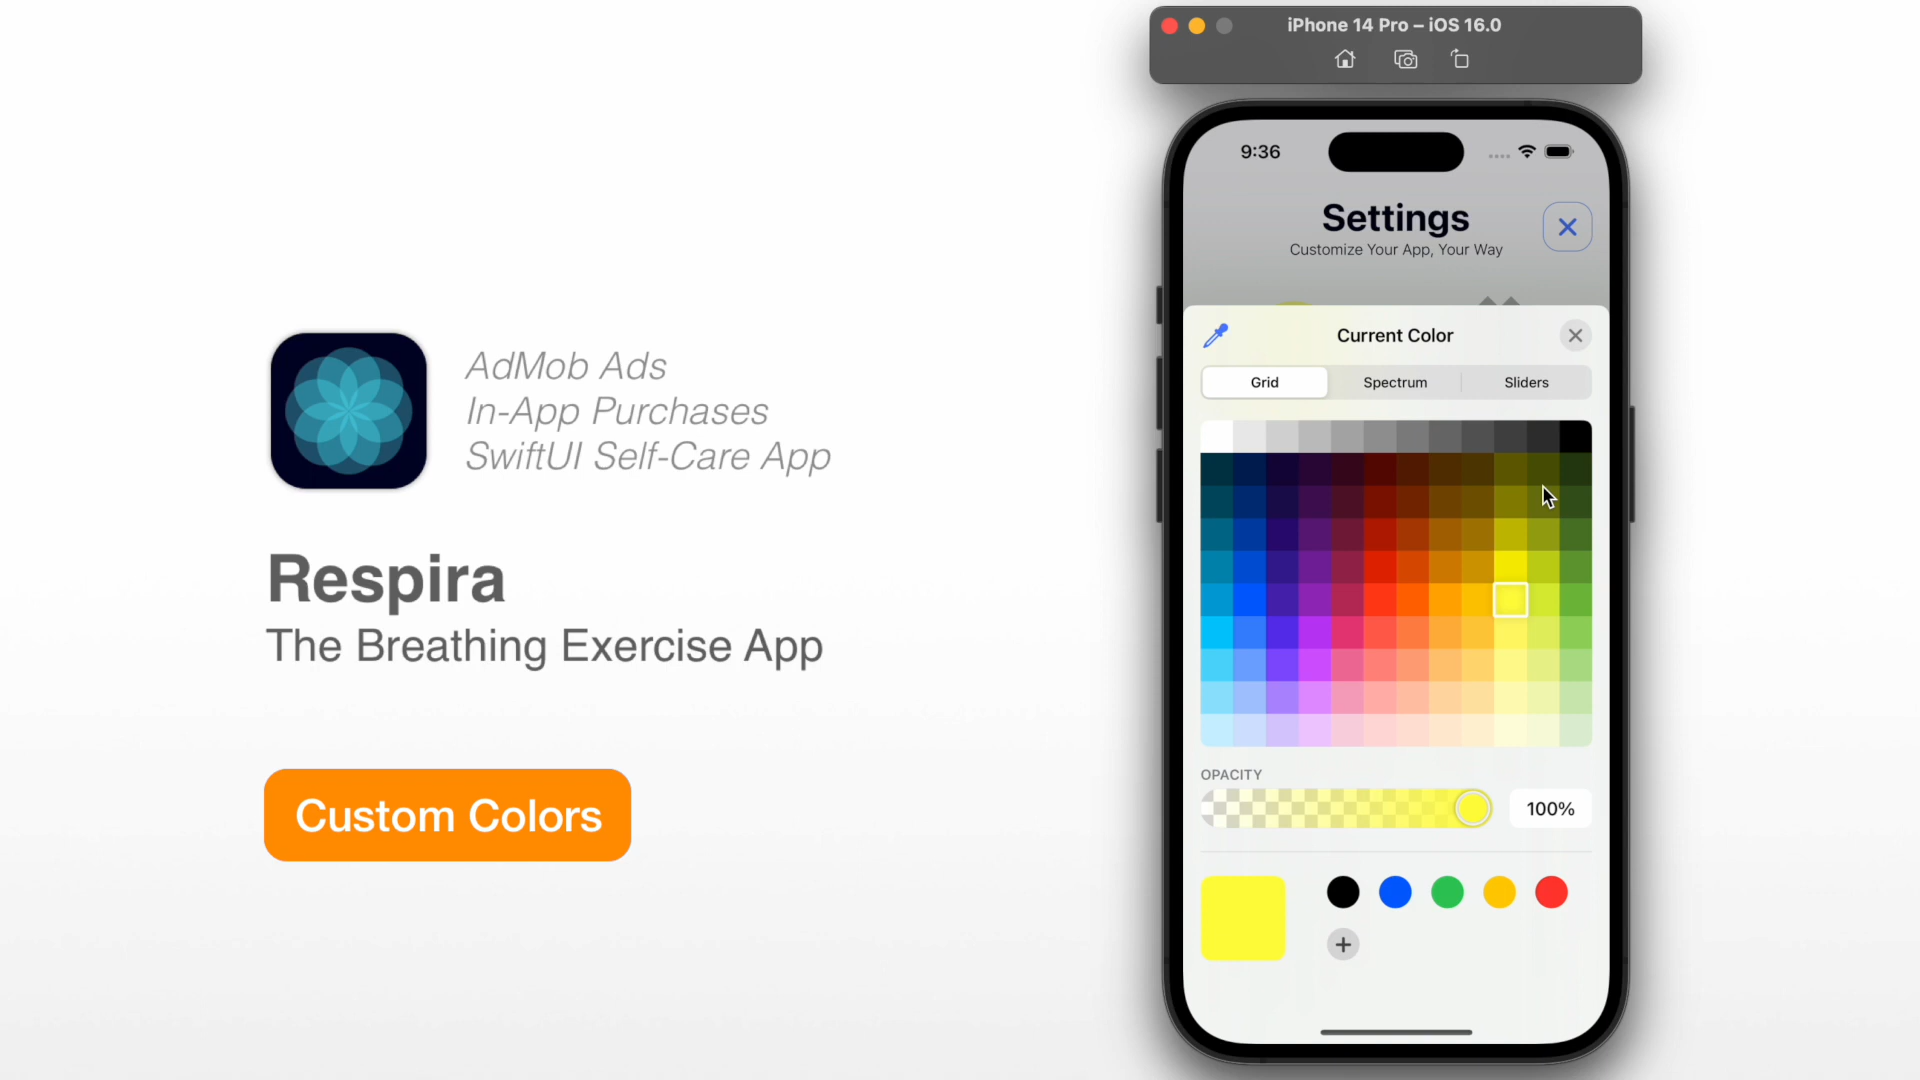 iPhone 14 Pro – iOS 16.0
9:36
Settings
Customize Your App, Your Way
Current Color
Grid
Spectrum
Sliders
OPACITY
100%
AdMob Ads
In-App Purchases
SwiftUI Self-Care App
Respira
The Breathing Exercise App
Custom Colors